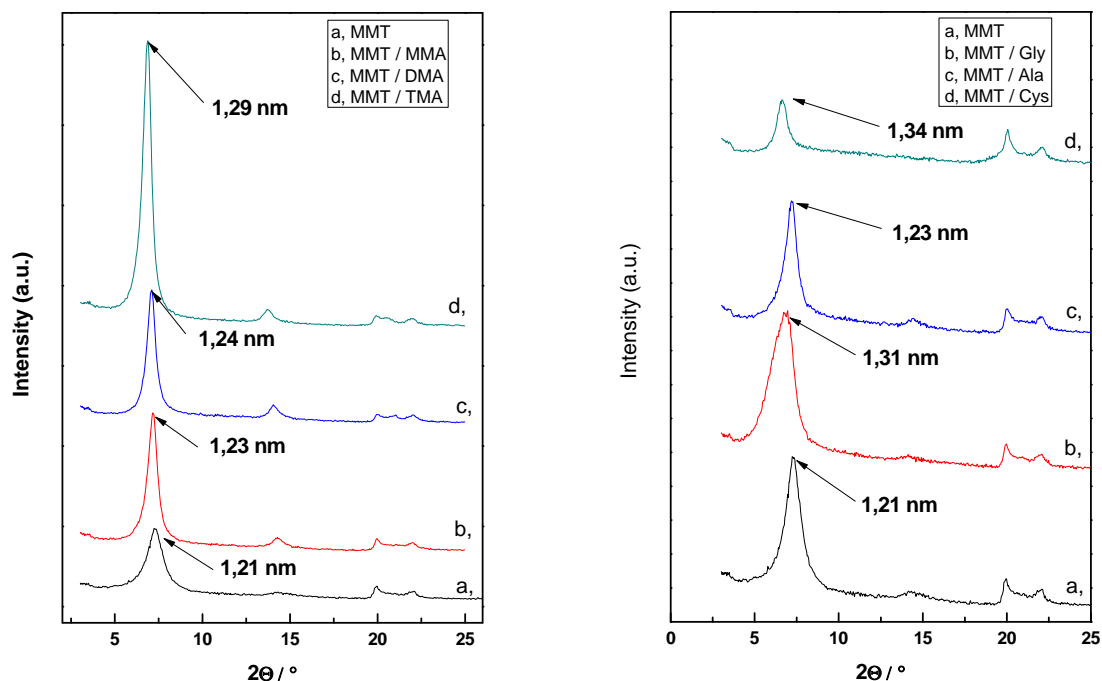 a, MMT
b, MMT / MMA
c, MMT / DMA
d, MMT / TMA
1,29 nm
d,
1,24 nm
c,
1,23 nm
b,
1,21 nm
a,
Intensity (a.u.)
5 10 15 20 25
2Θ / °
a, MMT
b, MMT / Gly
c, MMT / Ala
d, MMT / Cys
1,34 nm
d,
1,23 nm
c,
1,31 nm
b,
1,21 nm
a,
Intensity (a.u.)
0 5 10 15 20 25
2Θ / °